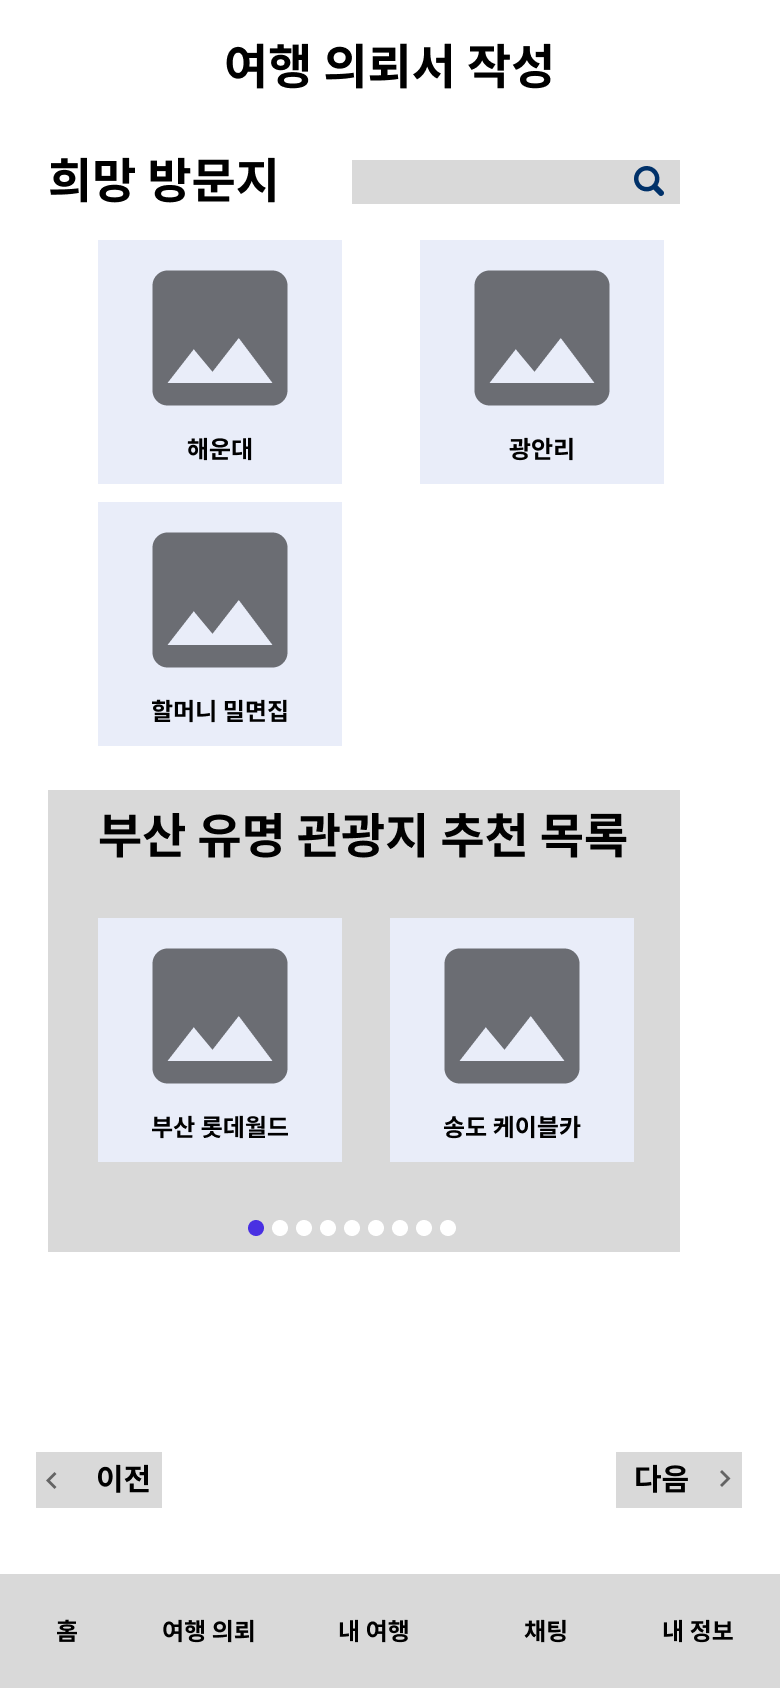 여행 의뢰서 작성
희망 방문지
해운대
광안리
할머니 밀면집
부산 유명 관광지 추천 목록
부산 롯데월드
송도 케이블카
이전
다음
홈
여행 의뢰
내 여행
채팅
내 정보